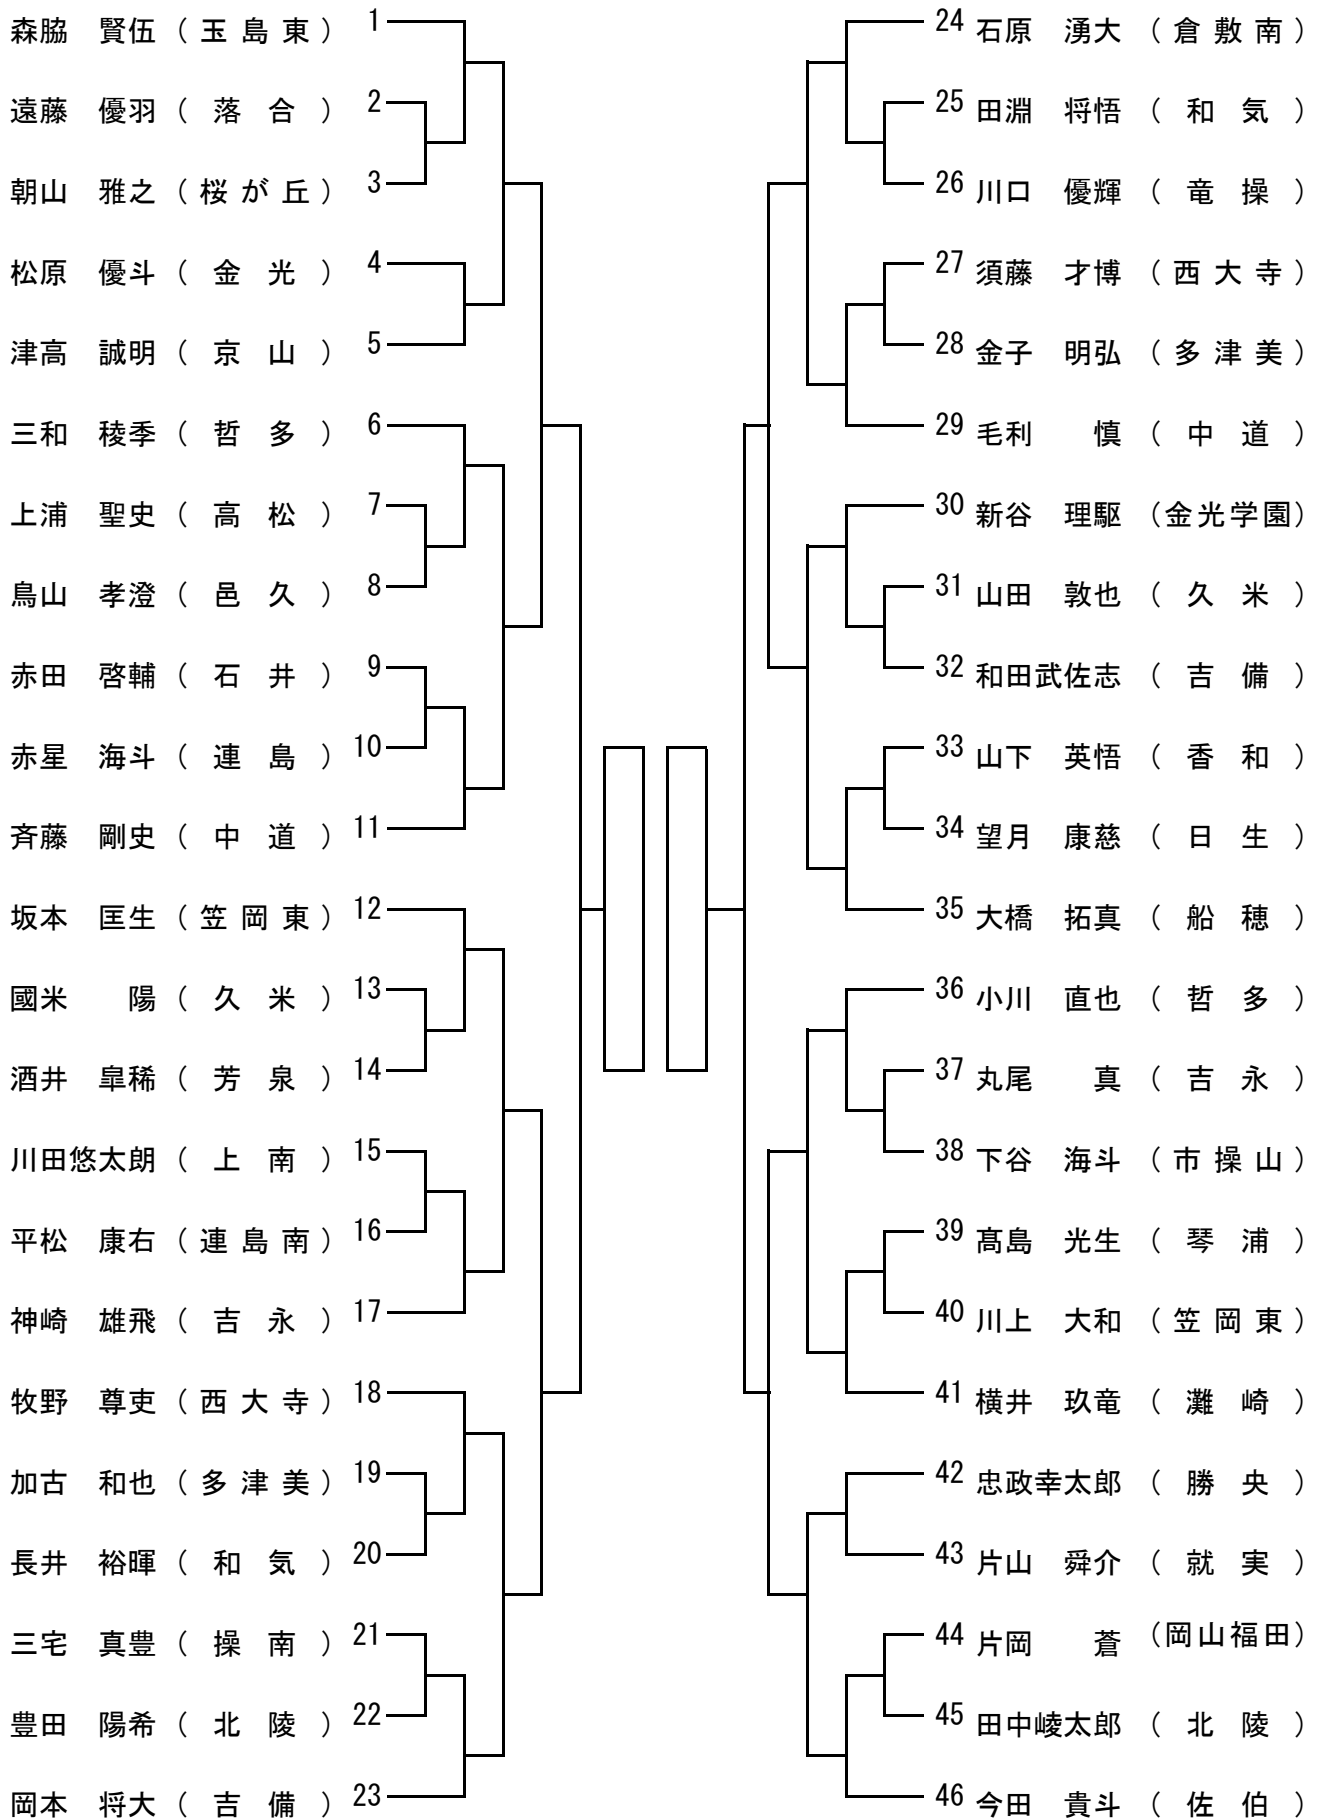 森脇　賢伍（玉島東） 1
遠藤　優羽（落合） 2
朝山　雅之（桜が丘） 3
松原　優斗（金光） 4
津高　誠明（京山） 5
三和　稜季（哲多） 6
上浦　聖史（高松） 7
鳥山　孝澄（邑久） 8
赤田　啓輔（石井） 9
赤星　海斗（連島） 10
斉藤　剛史（中道） 11
坂本　匡生（笠岡東） 12
國米　　陽（久米） 13
酒井　皐稀（芳泉） 14
川田悠太朗（上南） 15
平松　康右（連島南） 16
神崎　雄飛（吉永） 17
牧野　尊吏（西大寺） 18
加古　和也（多津美） 19
長井　裕暉（和気） 20
三宅　真豊（操南） 21
豊田　陽希（北陵） 22
岡本　将大（吉備） 23
24 石原　湧大（倉敷南）
25 田淵　将悟（和気）
26 川口　優輝（竜操）
27 須藤　才博（西大寺）
28 金子　明弘（多津美）
29 毛利　　慎（中道）
30 新谷　理駆（金光学園）
31 山田　敦也（久米）
32 和田武佐志（吉備）
33 山下　英悟（香和）
34 望月　康慈（日生）
35 大橋　拓真（船穂）
36 小川　直也（哲多）
37 丸尾　　真（吉永）
38 下谷　海斗（市操山）
39 髙島　光生（琴浦）
40 川上　大和（笠岡東）
41 横井　玖竜（灘崎）
42 忠政幸太郎（勝央）
43 片山　舜介（就実）
44 片岡　　蒼（岡山福田）
45 田中崚太郎（北陵）
46 今田　貴斗（佐伯）